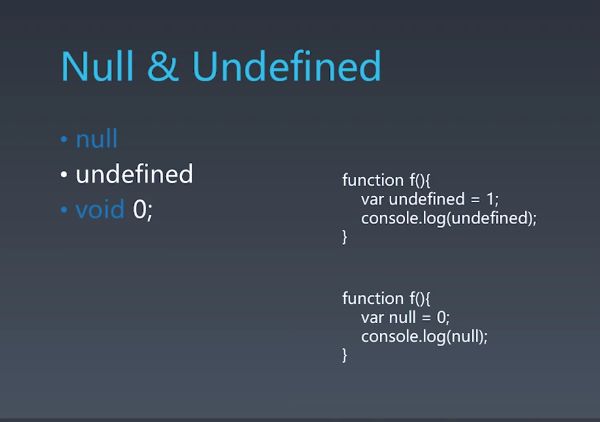 Null & Undefined
• null
• undefined
• void 0;
function f(){
var undefined = 1;
console.log(undefined);
}
function f(){
var null = 0;
console.log(null);
}